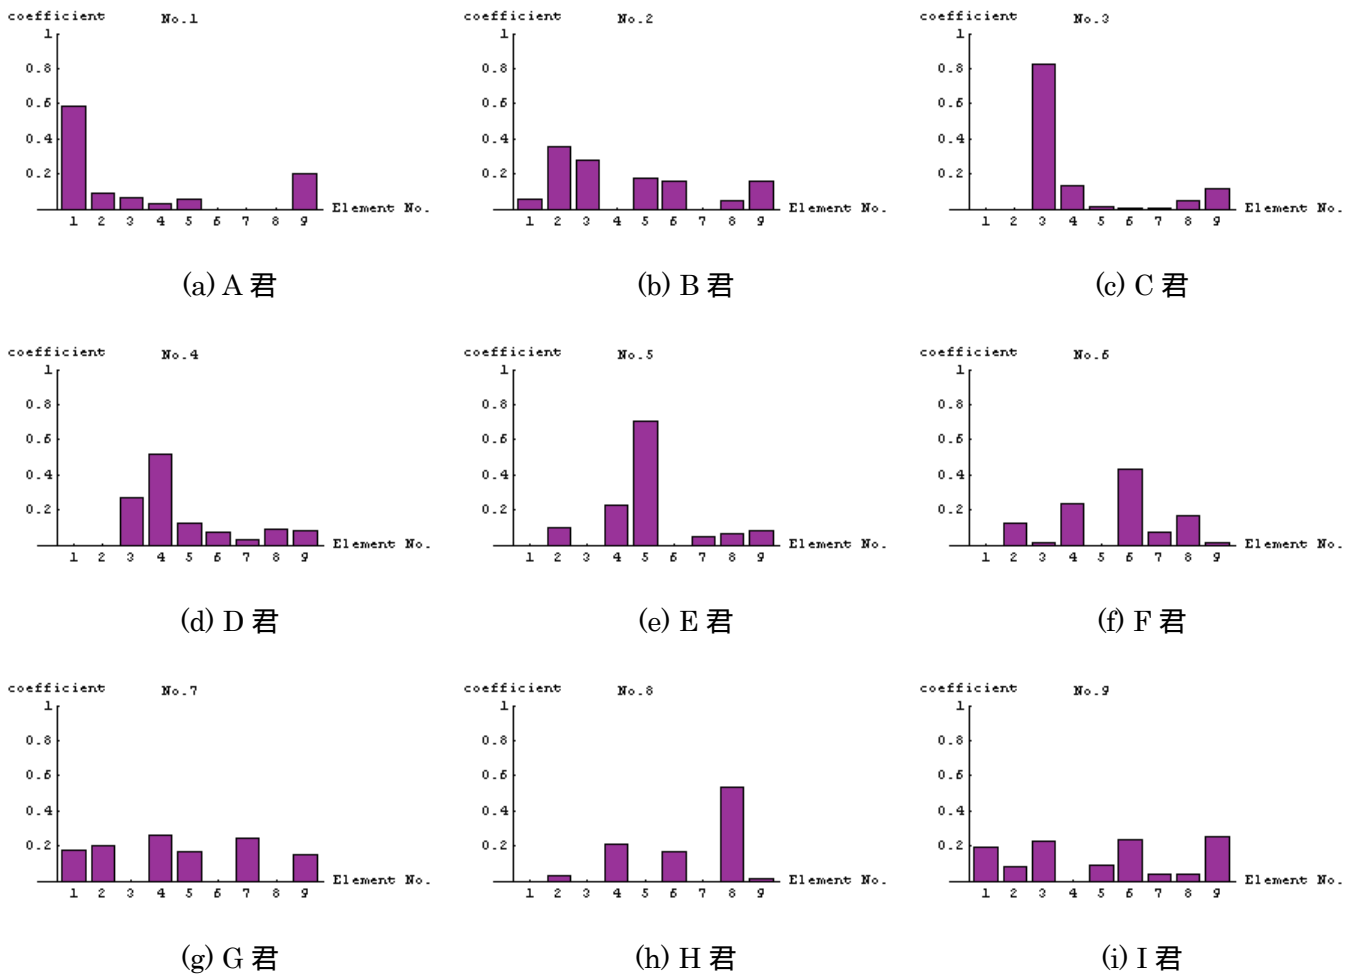 coefficient No.1
1
0.8
0.6
0.4
0.2
Element No.
1 2 3 4 5 6 7 8 9
(a) A 君
coefficient No.2
1
0.8
0.6
0.4
0.2
Element No.
1 2 3 4 5 6 7 8 9
(b) B 君
coefficient No.3
1
0.8
0.6
0.4
0.2
Element No.
1 2 3 4 5 6 7 8 9
(c) C 君
coefficient No.4
1
0.8
0.6
0.4
0.2
Element No.
1 2 3 4 5 6 7 8 9
(d) D 君
coefficient No.5
1
0.8
0.6
0.4
0.2
Element No.
1 2 3 4 5 6 7 8 9
(e) E 君
coefficient No.6
1
0.8
0.6
0.4
0.2
Element No.
1 2 3 4 5 6 7 8 9
(f) F 君
coefficient No.7
1
0.8
0.6
0.4
0.2
Element No.
1 2 3 4 5 6 7 8 9
(g) G 君
coefficient No.8
1
0.8
0.6
0.4
0.2
Element No.
1 2 3 4 5 6 7 8 9
(h) H 君
coefficient No.9
1
0.8
0.6
0.4
0.2
Element No.
1 2 3 4 5 6 7 8 9
(i) I 君